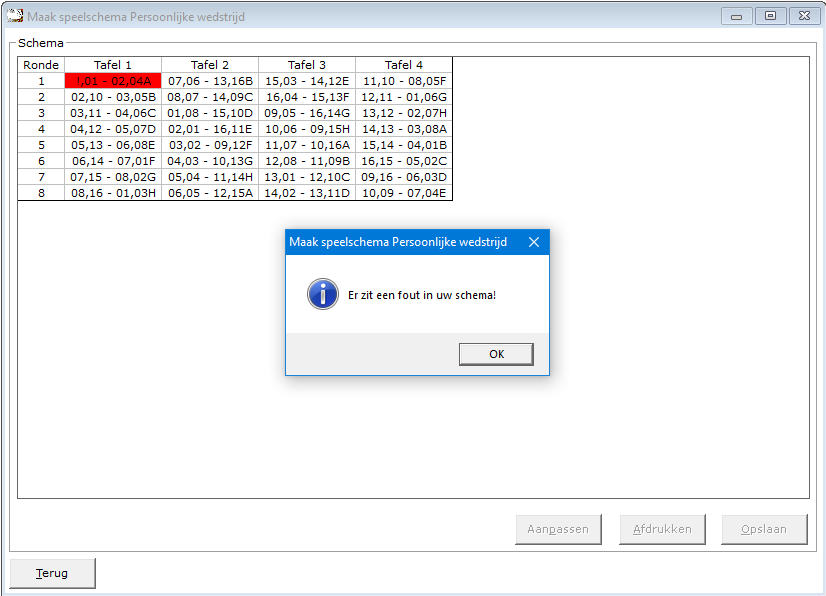 Maak speelschema Persoonlijke wedstrijd
Schema
Ronde Tafel 1 Tafel 2 Tafel 3 Tafel 4
1 !,01 - 02,04A 07,06 - 13,16B 15,03 - 14,12E 11,10 - 08,05F
2 02,10 - 03,05B 08,07 - 14,09C 16,04 - 15,13F 12,11 - 01,06G
3 03,11 - 04,06C 01,08 - 15,10D 09,05 - 16,14G 13,12 - 02,07H
4 04,12 - 05,07D 02,01 - 16,11E 10,06 - 09,15H 14,13 - 03,08A
5 05,13 - 06,08E 03,02 - 09,12F 11,07 - 10,16A 15,14 - 04,01B
6 06,14 - 07,01F 04,03 - 10,13G 12,08 - 11,09B 16,15 - 05,02C
7 07,15 - 08,02G 05,04 - 11,14H 13,01 - 12,10C 09,16 - 06,03D
8 08,16 - 01,03H 06,05 - 12,15A 14,02 - 13,11D 10,09 - 07,04E
Maak speelschema Persoonlijke wedstrijd
Er zit een fout in uw schema!
OK
Aanpassen Afdrukken Opslaan
Terug